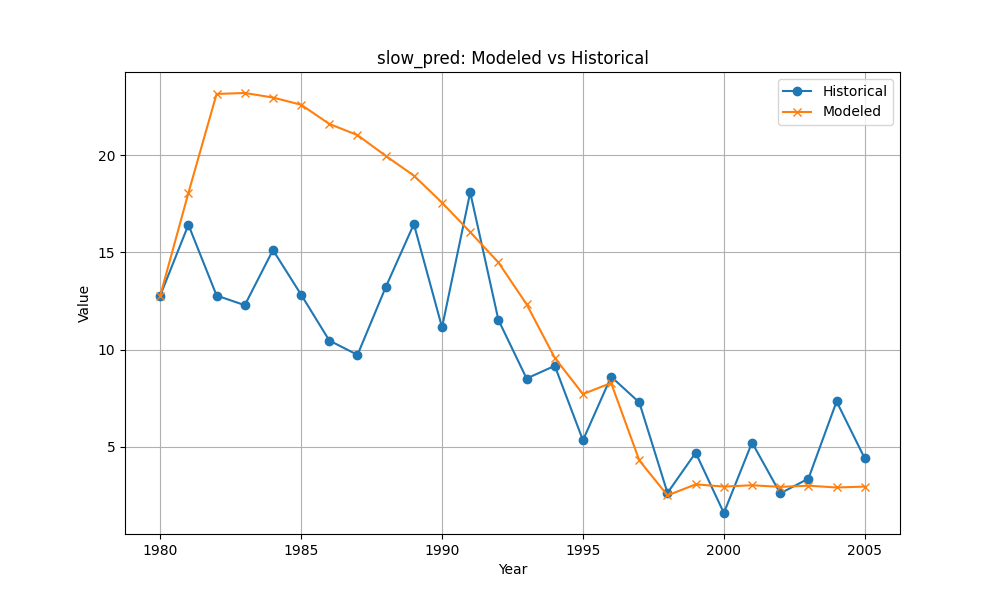 slow_pred: Modeled vs Historical
Historical
Modeled
Value
20
15
10
5
1980 1985 1990 1995 2000 2005
Year